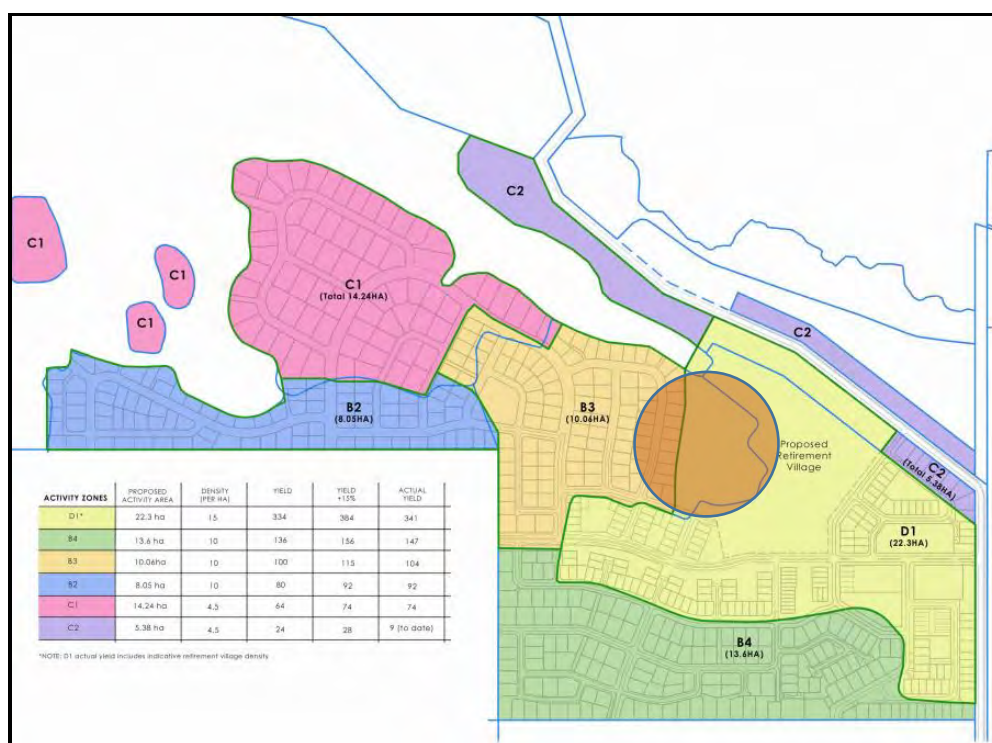 C2
C1
C1
C1
(Total 14.24HA)
C1
C2
B2
(8.05HA)
B3
(10.06HA)
Proposed
Retirement
Village
C2
(Total 5.38HA)
D1
(22.3HA)
B4
(13.6HA)
ACTIVITY ZONES PROPOSED ACTIVITY AREA DENSITY (PER HA) YIELD YIELD +15% ACTUAL YIELD
D1* 22.3 ha 15 334 384 341
B4 13.6 ha 10 136 156 147
B3 10.06ha 10 100 115 104
B2 8.05 ha 10 80 92 92
C1 14.24 ha 4.5 64 74 74
C2 5.38 ha 4.5 24 28 9 (to date)
*NOTE: D1 actual yield includes indicative retirement village density